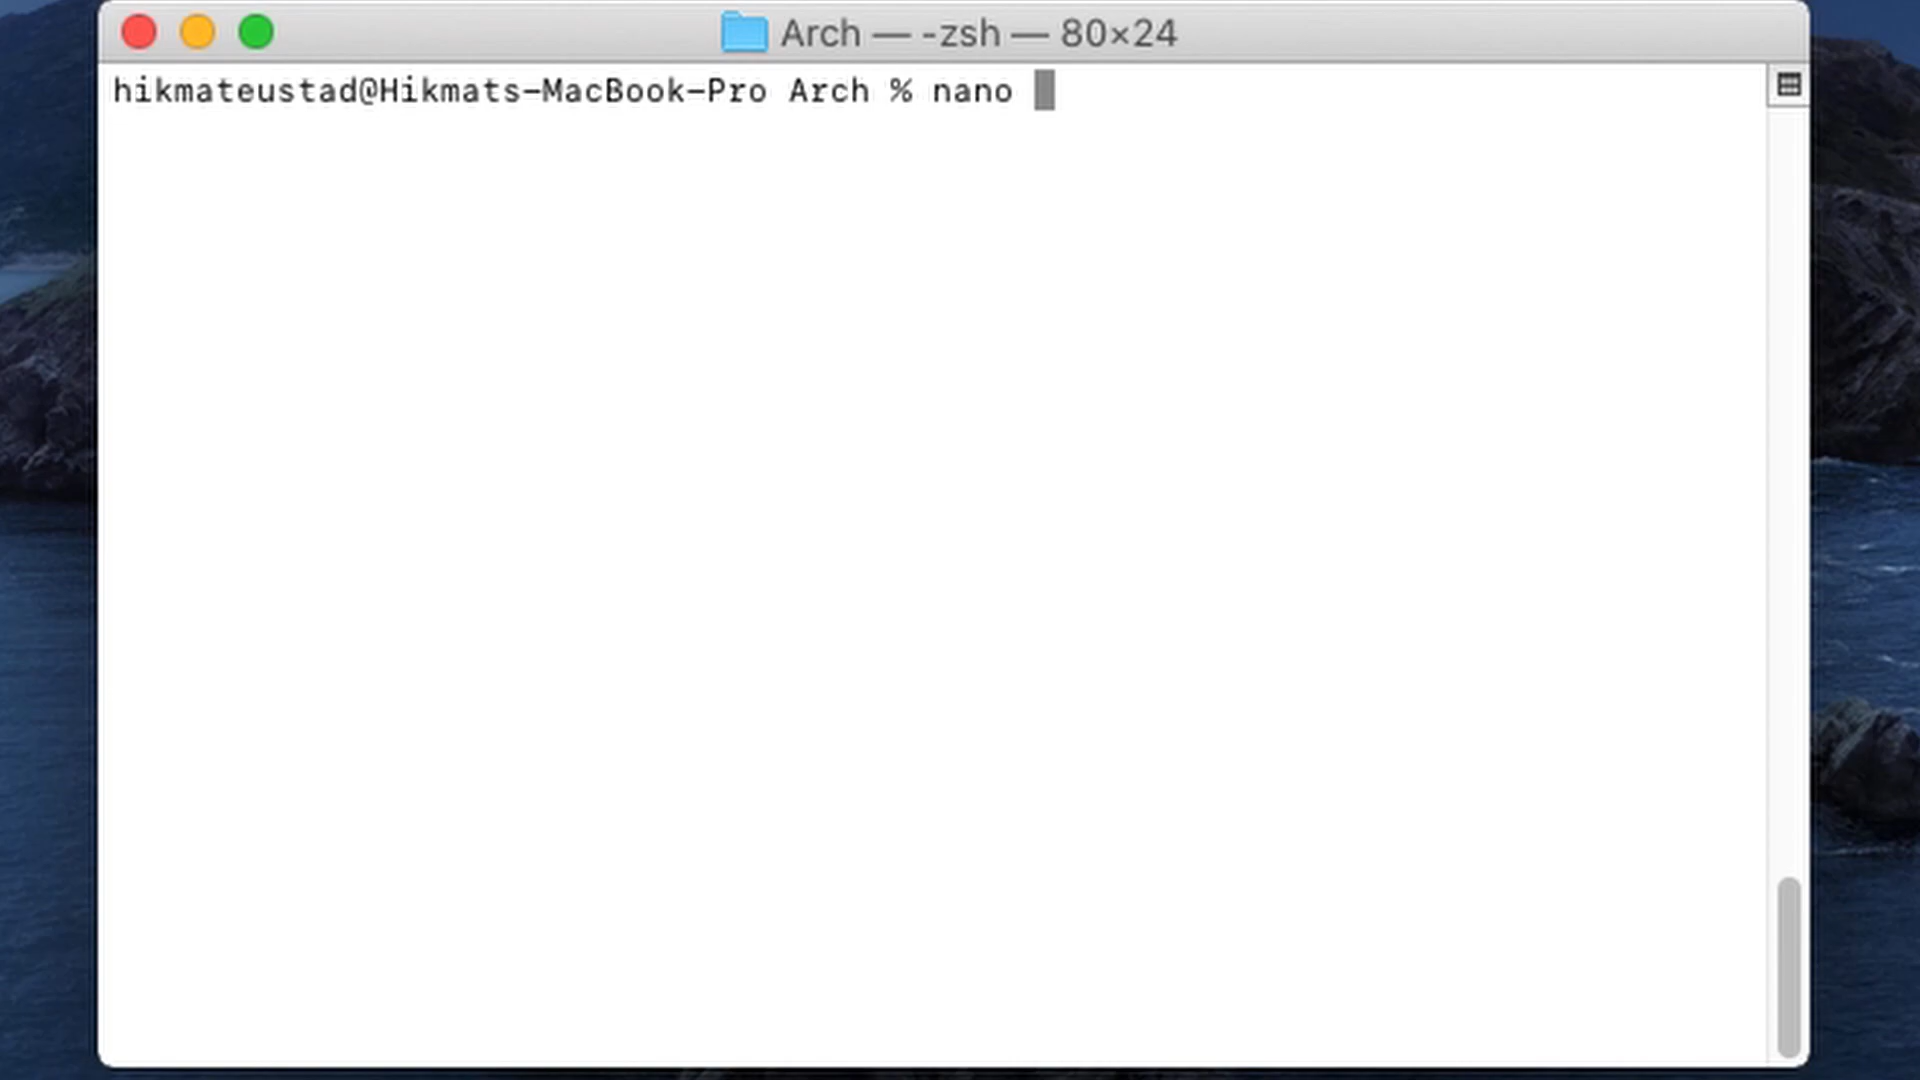 Arch — -zsh — 80×24
hikmateustad@Hikmats-MacBook-Pro Arch % nano